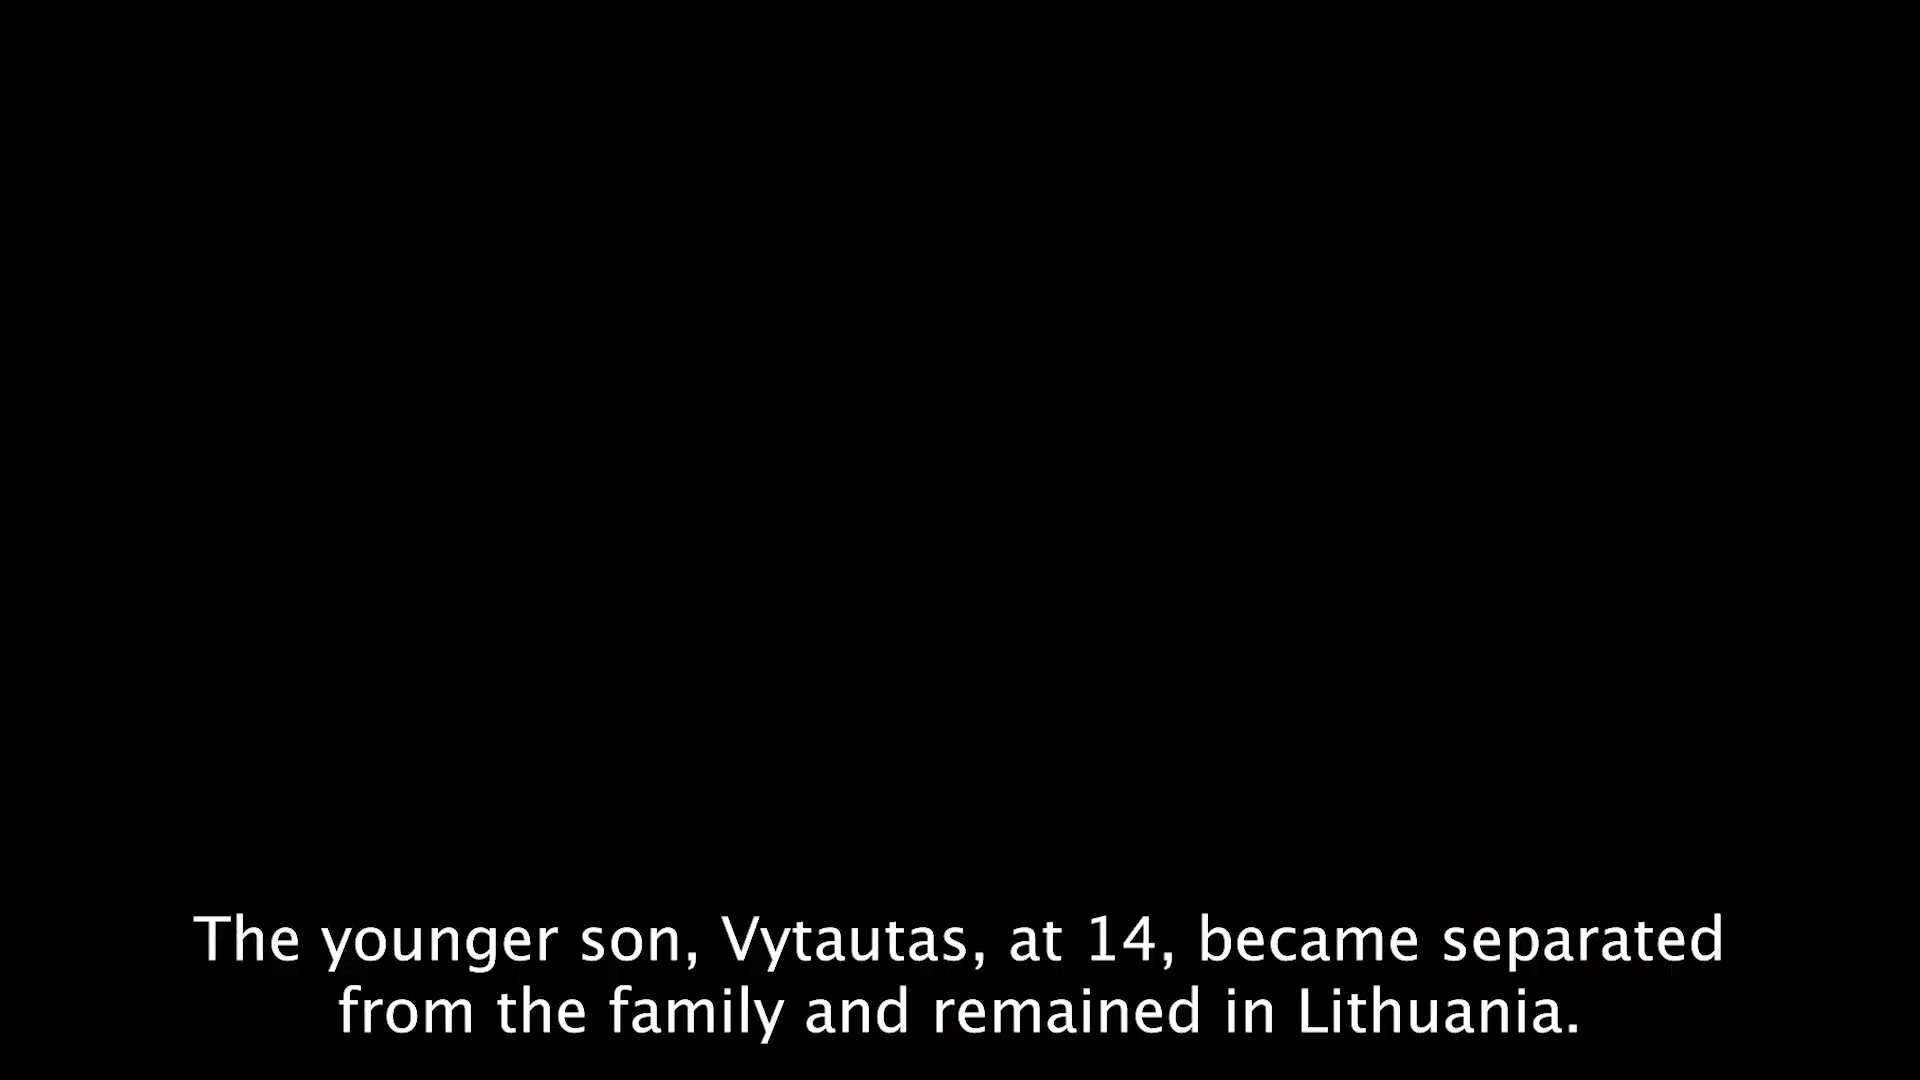 The younger son, Vytautas, at 14, became separated
from the family and remained in Lithuania.